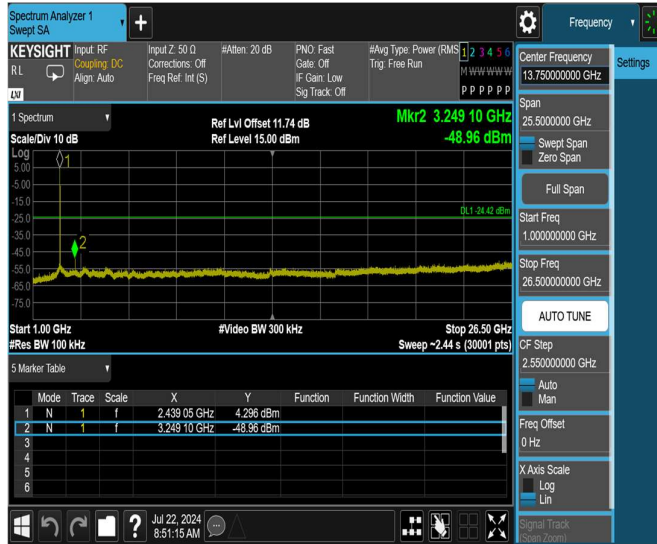 Spectrum Analyzer 1
Swept SA
+
Frequency
KEYSIGHT
RL
LXI
Input: RF
Coupling: DC
Align: Auto
Input Z: 50 Ω
Corrections: Off
Freq Ref: Int (S)
#Atten: 20 dB
PNO: Fast
Gate: Off
IF Gain: Low
Sig Track: Off
#Avg Type: Power (RMS
Trig: Free Run
1 2 3 4 5 6
M W W W W W
P P P P P P
1 Spectrum
Scale/Div 10 dB
Ref Lvl Offset 11.74 dB
Ref Level 15.00 dBm
Mkr2 3.249 10 GHz
-48.96 dBm
Log
5.00
-5.00
-15.0
-25.0
-35.0
-45.0
-55.0
-65.0
-75.0
1
2
DL1 -24.42 dBm
Start 1.00 GHz
#Video BW 300 kHz
Stop 26.50 GHz
#Res BW 100 kHz
Sweep ~2.44 s (30001 pts)
5 Marker Table
Mode Trace Scale X Y Function Function Width Function Value
1 N 1 f 2.439 05 GHz 4.296 dBm
2 N 1 f 3.249 10 GHz -48.96 dBm
3
4
5
6
Jul 22, 2024
8:51:15 AM
?
Center Frequency
13.750000000 GHz
Settings
Span
25.5000000 GHz
Swept Span
Zero Span
Full Span
Start Freq
1.000000000 GHz
Stop Freq
26.500000000 GHz
AUTO TUNE
CF Step
2.550000000 GHz
Auto
Man
Freq Offset
0 Hz
X Axis Scale
Log
Lin
Signal Track
(Span Zoom)